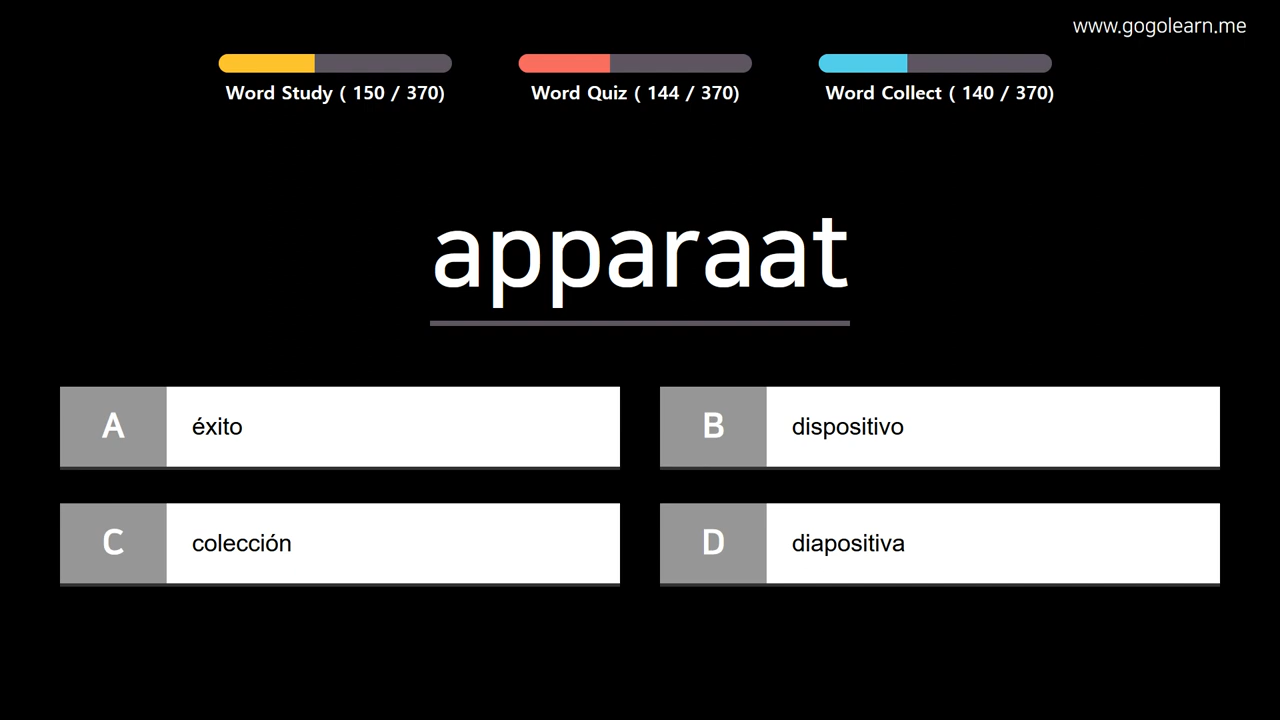 www.gogolearn.me
Word Study ( 150 / 370)
Word Quiz ( 144 / 370)
Word Collect ( 140 / 370)
apparaat
A éxito
B dispositivo
C colección
D diapositiva